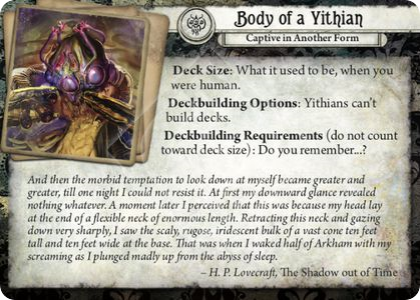 Body of a Yithian
Captive in Another Form
Deck Size: What it used to be, when you
were human.
Deckbuilding Options: Yithians can't
build decks.
Deckbuilding Requirements (do not count
toward deck size): Do you remember...?
And then the morbid temptation to look down at myself became greater and
greater, till one night I could not resist it. At first my downward glance revealed
nothing whatever. A moment later I perceived that this was because my head lay
at the end of a flexible neck of enormous length. Retracting this neck and gazing
down very sharply, I saw the scaly, rugose, iridescent bulk of a vast cone ten feet
tall and ten feet wide at the base. That was when I waked half of Arkham with my
screaming as I plunged madly up from the abyss of sleep.
– H. P. Lovecraft, The Shadow out of Time